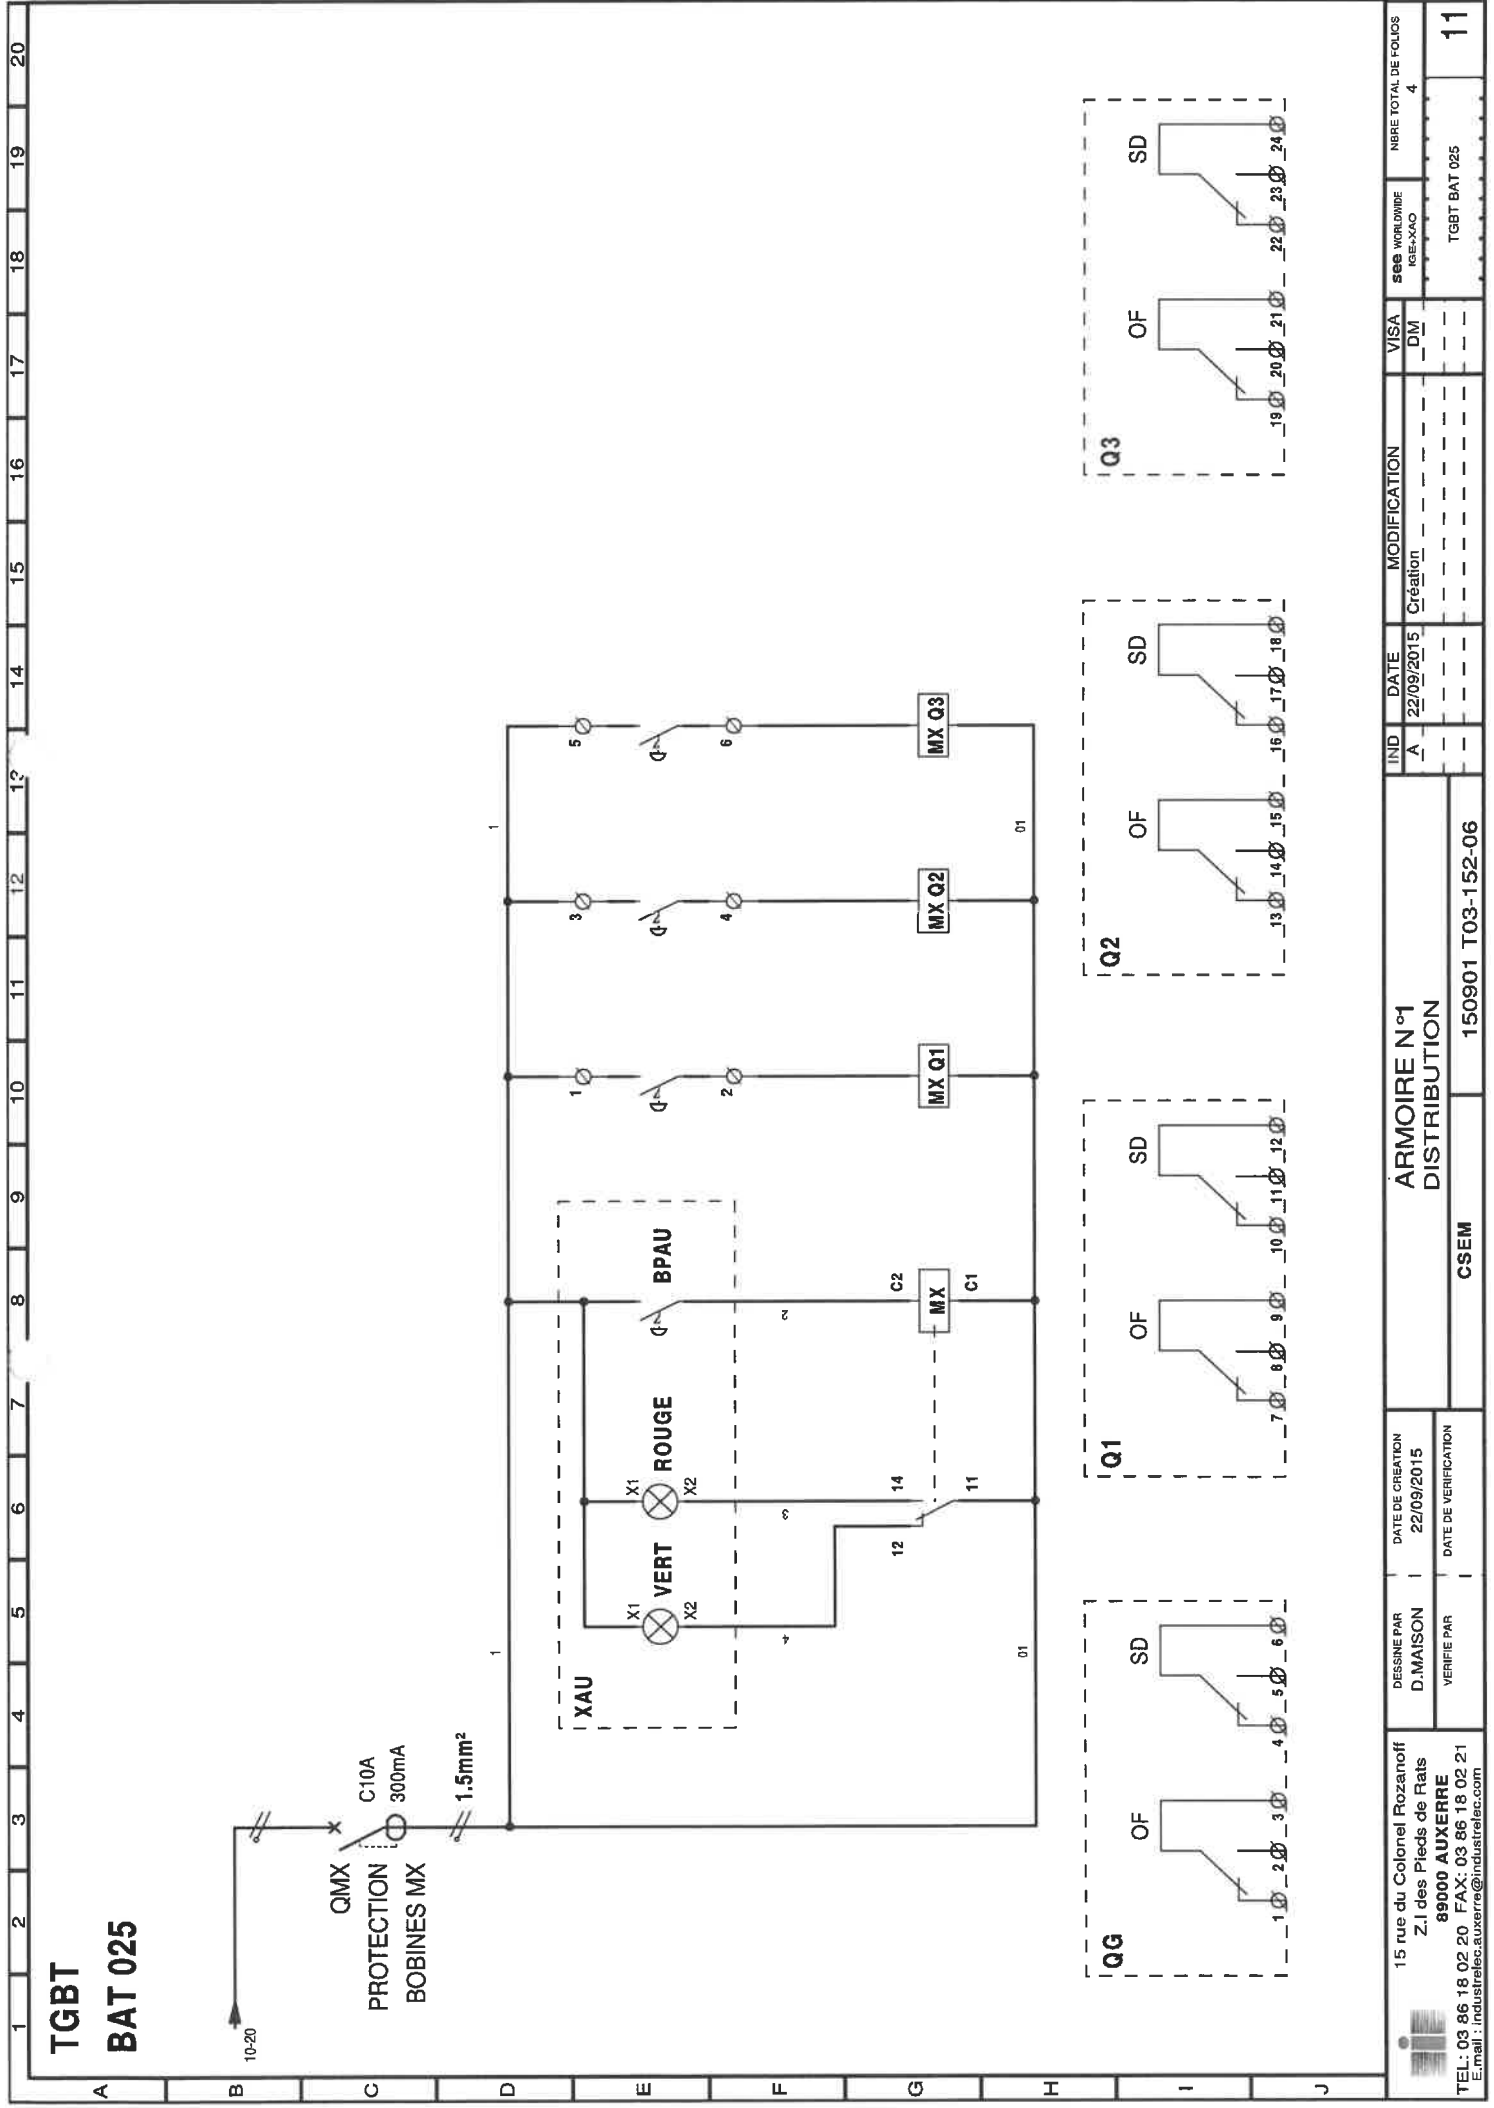 1 2 3 4 5 6 7 8 9 10 11 12 13 14 15 16 17 18 19 20
A
B
C
D
E
F
G
H
I
J
TGBT
BAT 025
10-20
QMX
PROTECTION
BOBINES MX
C10A
300mA
1.5mm²
1
1
XAU
X1
VERT
X2
X1
ROUGE
X2
BPAU
1
2
3
4
5
6
4
3
2
12
14
11
C2
MX
C1
MX Q1
MX Q2
MX Q3
01
01
QG
OF
SD
1 2 3 4 5 6
Q1
OF
SD
7 8 9 10 11 12
Q2
OF
SD
13 14 15 16 17 18
Q3
OF
SD
19 20 21 22 23 24
15 rue du Colonel Rozanoff
Z.I des Pieds de Rats
89000 AUXERRE
TEL: 03 86 18 02 20 FAX: 03 86 18 02 21
E.mail : industrelec.auxerre@industrelec.com
DESSINE PAR
D.MAISON
VERIFIE PAR
DATE DE CREATION
22/09/2015
DATE DE VERIFICATION
ARMOIRE N°1
DISTRIBUTION
CSEM
150901 T03-152-06
IND
A
DATE
22/09/2015
MODIFICATION
Création
VISA
DM
see WORLDWIDE
IGE+XAO
NBRE TOTAL DE FOLIOS
4
TGBT BAT 025
11